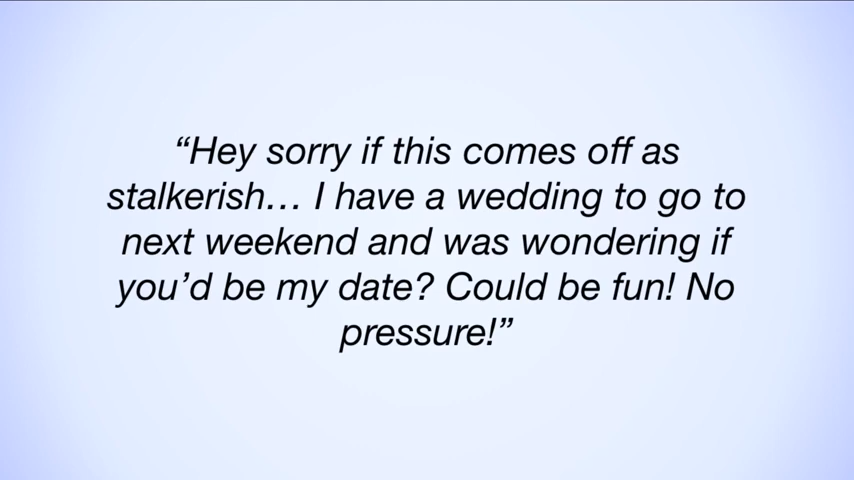 “Hey sorry if this comes off as
stalkerish… I have a wedding to go to
next weekend and was wondering if
you’d be my date? Could be fun! No
pressure!”